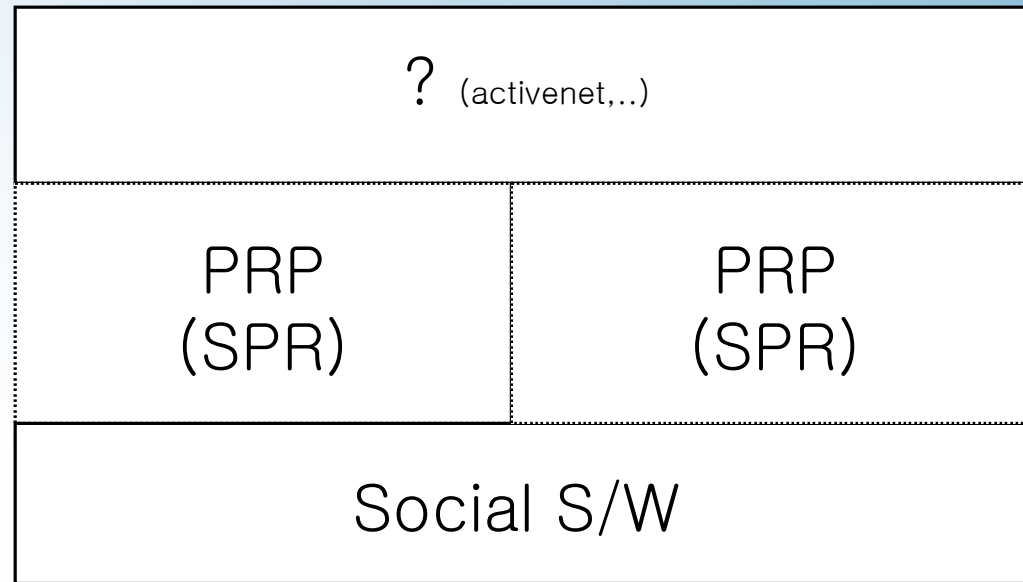 ? (activenet,..)
PRP
(SPR)
PRP
(SPR)
Social S/W